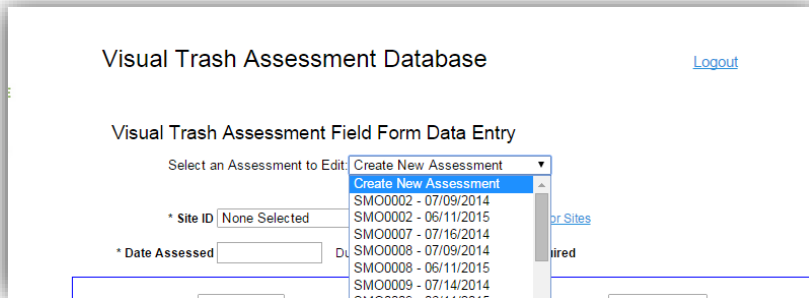 Visual Trash Assessment Database
Logout
Visual Trash Assessment Field Form Data Entry
Select an Assessment to Edit: Create New Assessment
Create New Assessment
SMO0002 - 07/09/2014
* Site ID None Selected SMO0002 - 06/11/2015 or Sites
SMO0007 - 07/16/2014
* Date Assessed SMO0008 - 07/09/2014
SMO0008 - 06/11/2015
SMO0009 - 07/14/2014